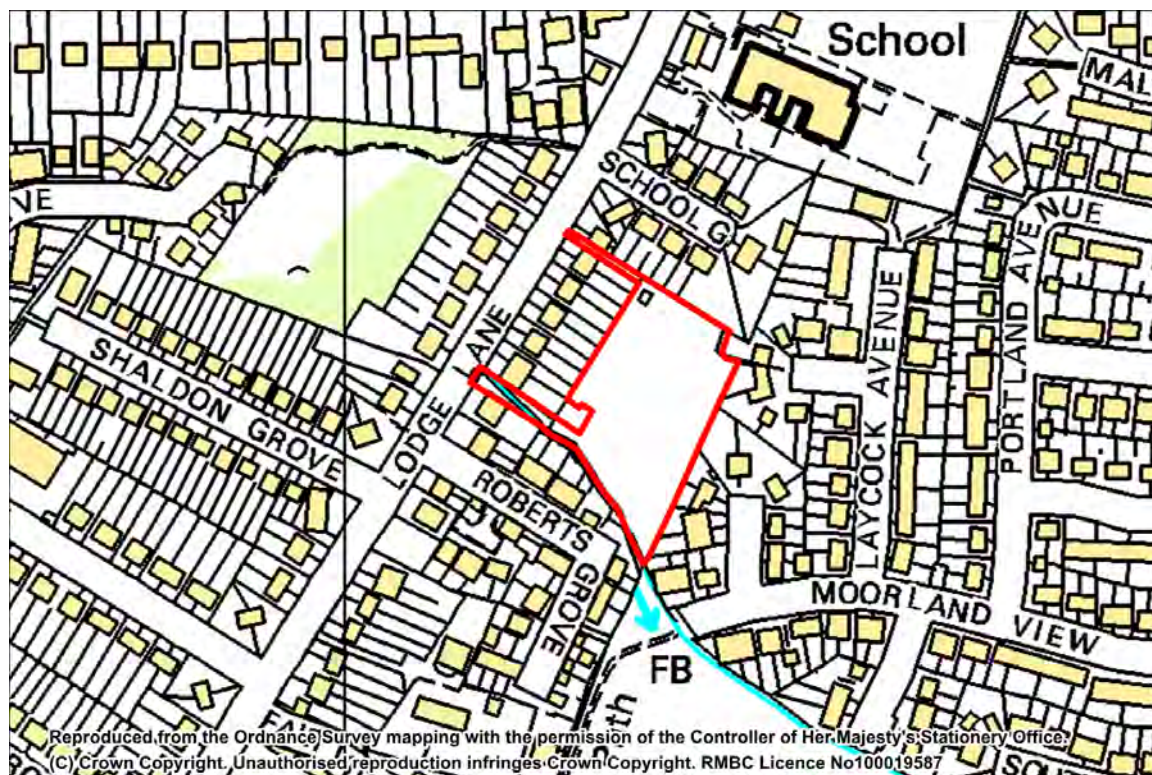 School
MAL
SCHOOL G
VE
PORTLAND AVENUE
LAYCOCK AVENUE
SHALDON GROVE
LODGE LANE
ROBERTS GROVE
MOORLAND VIEW
FB
Reproduced from the Ordnance Survey mapping with the permission of the Controller of Her Majesty's Stationery Office.
(C) Crown Copyright. Unauthorised reproduction infringes Crown Copyright. RMBC Licence No100019587